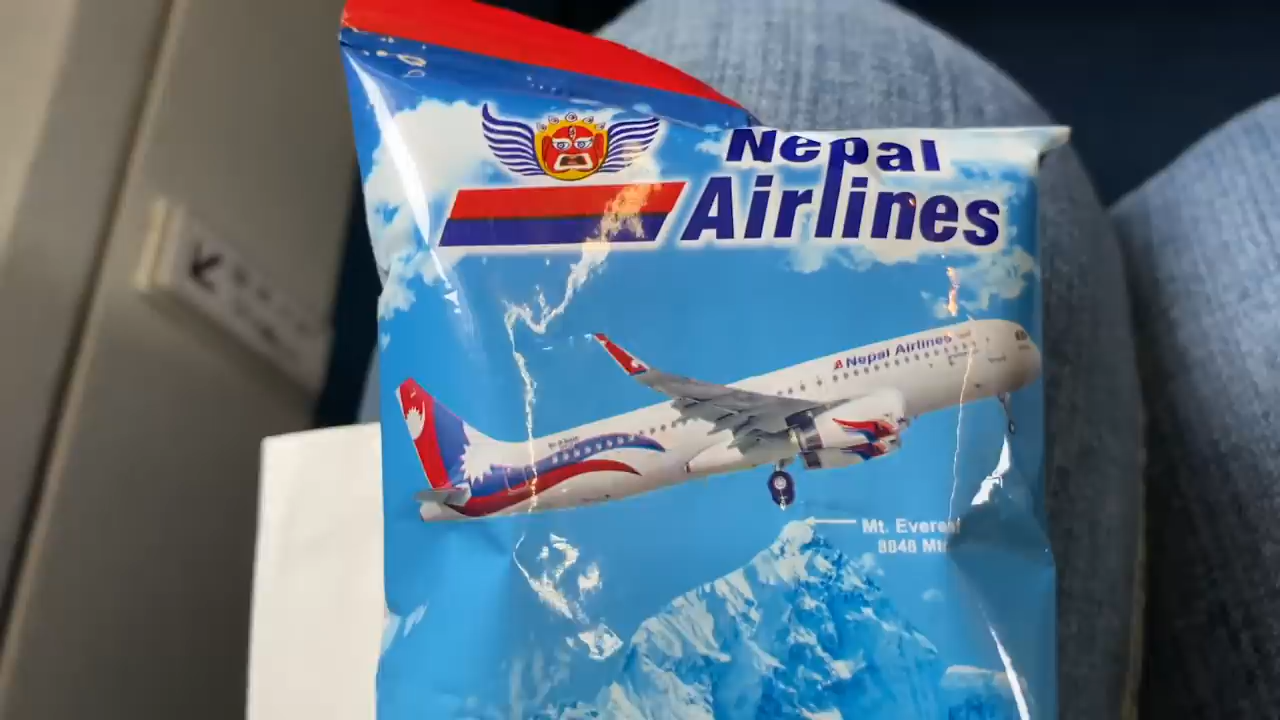 Nepal
Airlines
Nepal Airlines
Mt. Everest
8848 Mtr